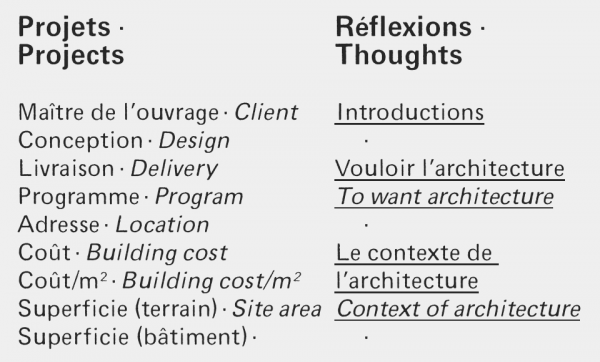 Projets ·
Projects
Maître de l'ouvrage · Client
Conception · Design
Livraison · Delivery
Programme · Program
Adresse · Location
Coût · Building cost
Coût/m² · Building cost/m²
Superficie (terrain) · Site area
Superficie (bâtiment) ·
Réflexions ·
Thoughts
Introductions
·
Vouloir l'architecture
To want architecture
·
Le contexte de
l'architecture
Context of architecture
·